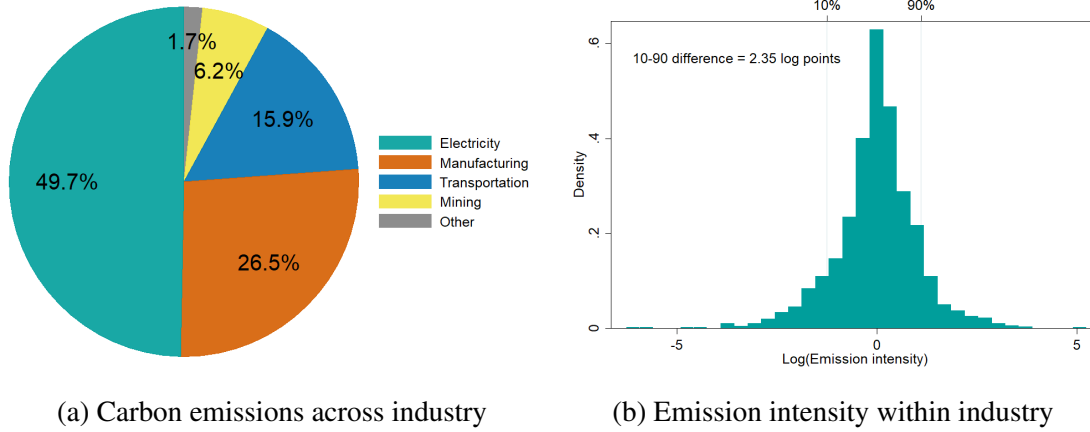 1.7%
6.2%
15.9%
49.7%
26.5%
Electricity
Manufacturing
Transportation
Mining
Other
(a) Carbon emissions across industry
10% 90%
10-90 difference = 2.35 log points
Density
.6
.4
.2
0
-5 0 5
Log(Emission intensity)
(b) Emission intensity within industry